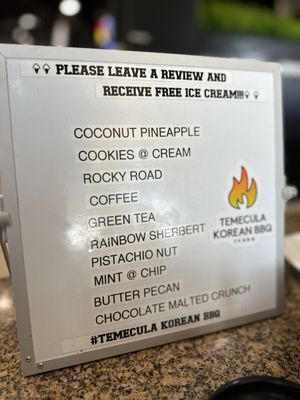 PLEASE LEAVE A REVIEW AND
RECEIVE FREE ICE CREAM!!!
COCONUT PINEAPPLE
COOKIES @ CREAM
ROCKY ROAD
COFFEE
GREEN TEA
RAINBOW SHERBERT
PISTACHIO NUT
MINT @ CHIP
BUTTER PECAN
CHOCOLATE MALTED CRUNCH
#TEMECULA KOREAN BBQ
TEMECULA
KOREAN BBQ